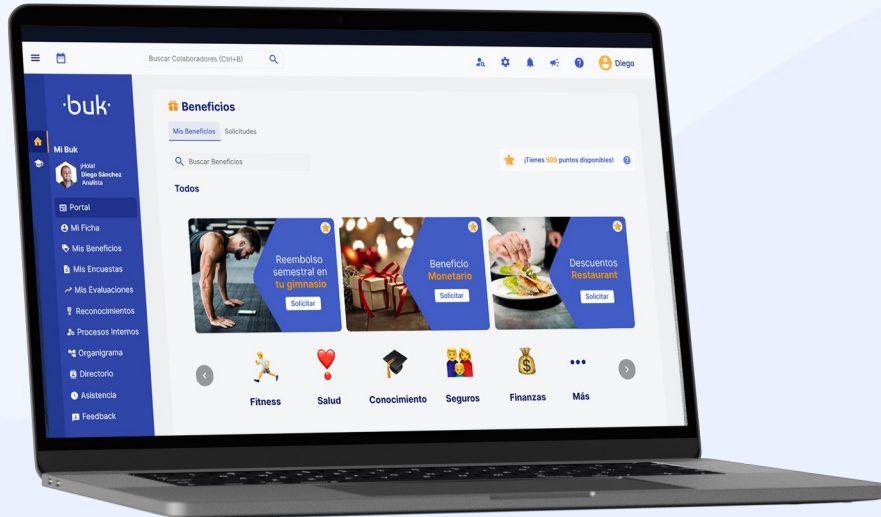 Buscar Colaboradores (Ctrl+B)
Diego
·buk·
Mi Buk
¡Hola!
Diego Sánchez
Analista
Portal
Mi Ficha
Mis Beneficios
Mis Encuestas
Mis Evaluaciones
Reconocimientos
Procesos Internos
Organigrama
Directorio
Asistencia
Feedback
Beneficios
Mis Beneficios
Solicitudes
Buscar Beneficios
¡Tienes 500 puntos disponibles!
Todos
Reembolso
semestral en
tu gimnasio
Solicitar
Beneficio
Monetario
Solicitar
Descuentos
Restaurant
Solicitar
Fitness
Salud
Conocimiento
Seguros
Finanzas
Más